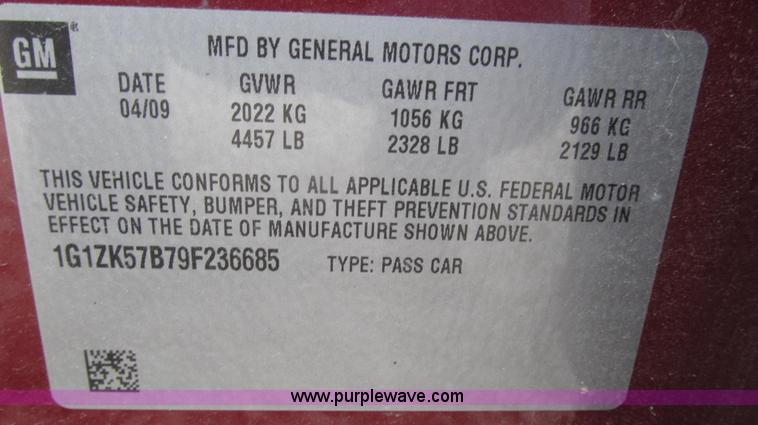 GM
MFD BY GENERAL MOTORS CORP.
DATE GVWR GAWR FRT GAWR RR
04/09 2022 KG 1056 KG 966 KG
4457 LB 2328 LB 2129 LB
THIS VEHICLE CONFORMS TO ALL APPLICABLE U.S. FEDERAL MOTOR
VEHICLE SAFETY, BUMPER, AND THEFT PREVENTION STANDARDS IN
EFFECT ON THE DATE OF MANUFACTURE SHOWN ABOVE.
1G1ZK57B79F236685 TYPE: PASS CAR
www.purplewave.com